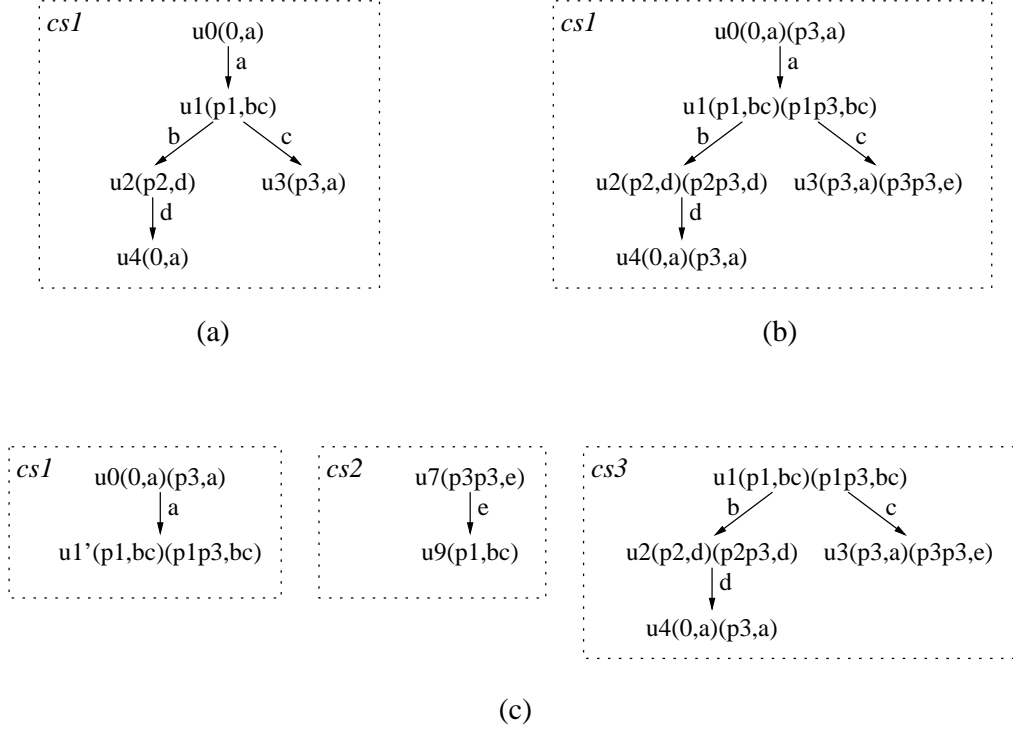 cs1
u0(0,a)
a
u1(p1,bc)
b c
u2(p2,d) u3(p3,a)
d
u4(0,a)
(a)
cs1
u0(0,a)(p3,a)
a
u1(p1,bc)(p1p3,bc)
b c
u2(p2,d)(p2p3,d) u3(p3,a)(p3p3,e)
d
u4(0,a)(p3,a)
(b)
cs1
u0(0,a)(p3,a)
a
u1’(p1,bc)(p1p3,bc)
cs2
u7(p3p3,e)
e
u9(p1,bc)
cs3
u1(p1,bc)(p1p3,bc)
b c
u2(p2,d)(p2p3,d) u3(p3,a)(p3p3,e)
d
u4(0,a)(p3,a)
(c)